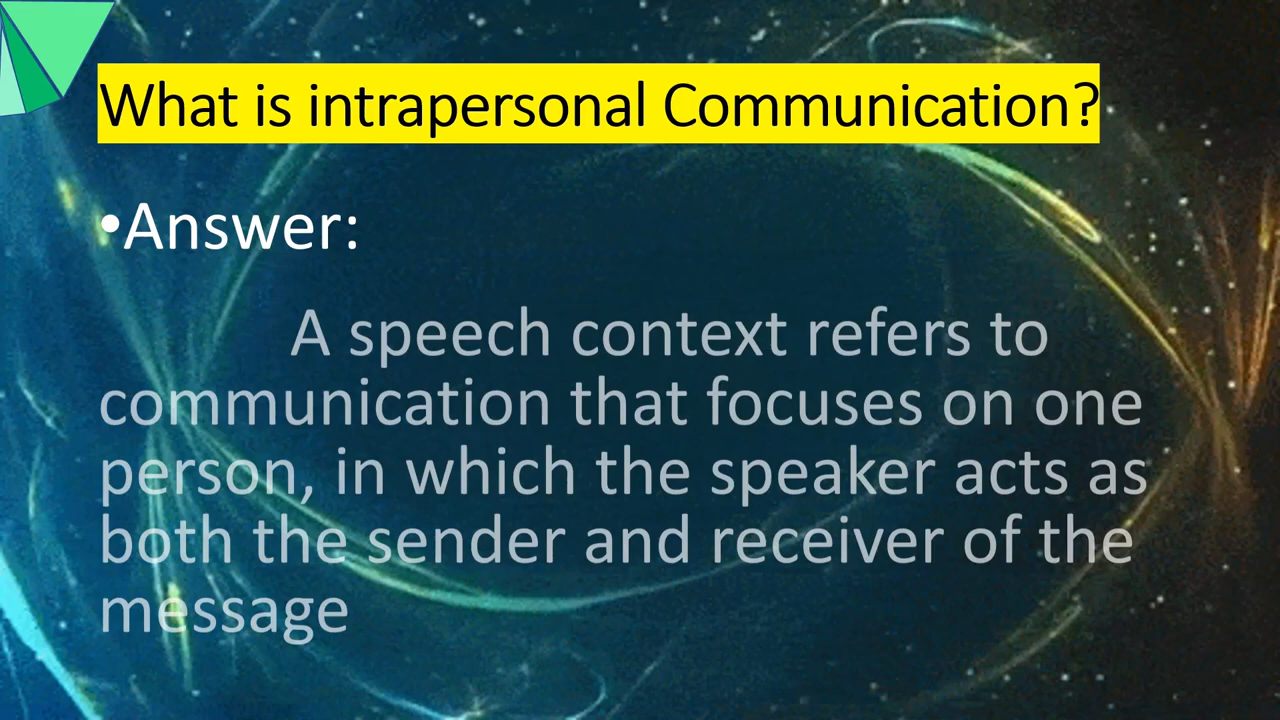 What is intrapersonal Communication?
•Answer:
A speech context refers to
communication that focuses on one
person, in which the speaker acts as
both the sender and receiver of the
message